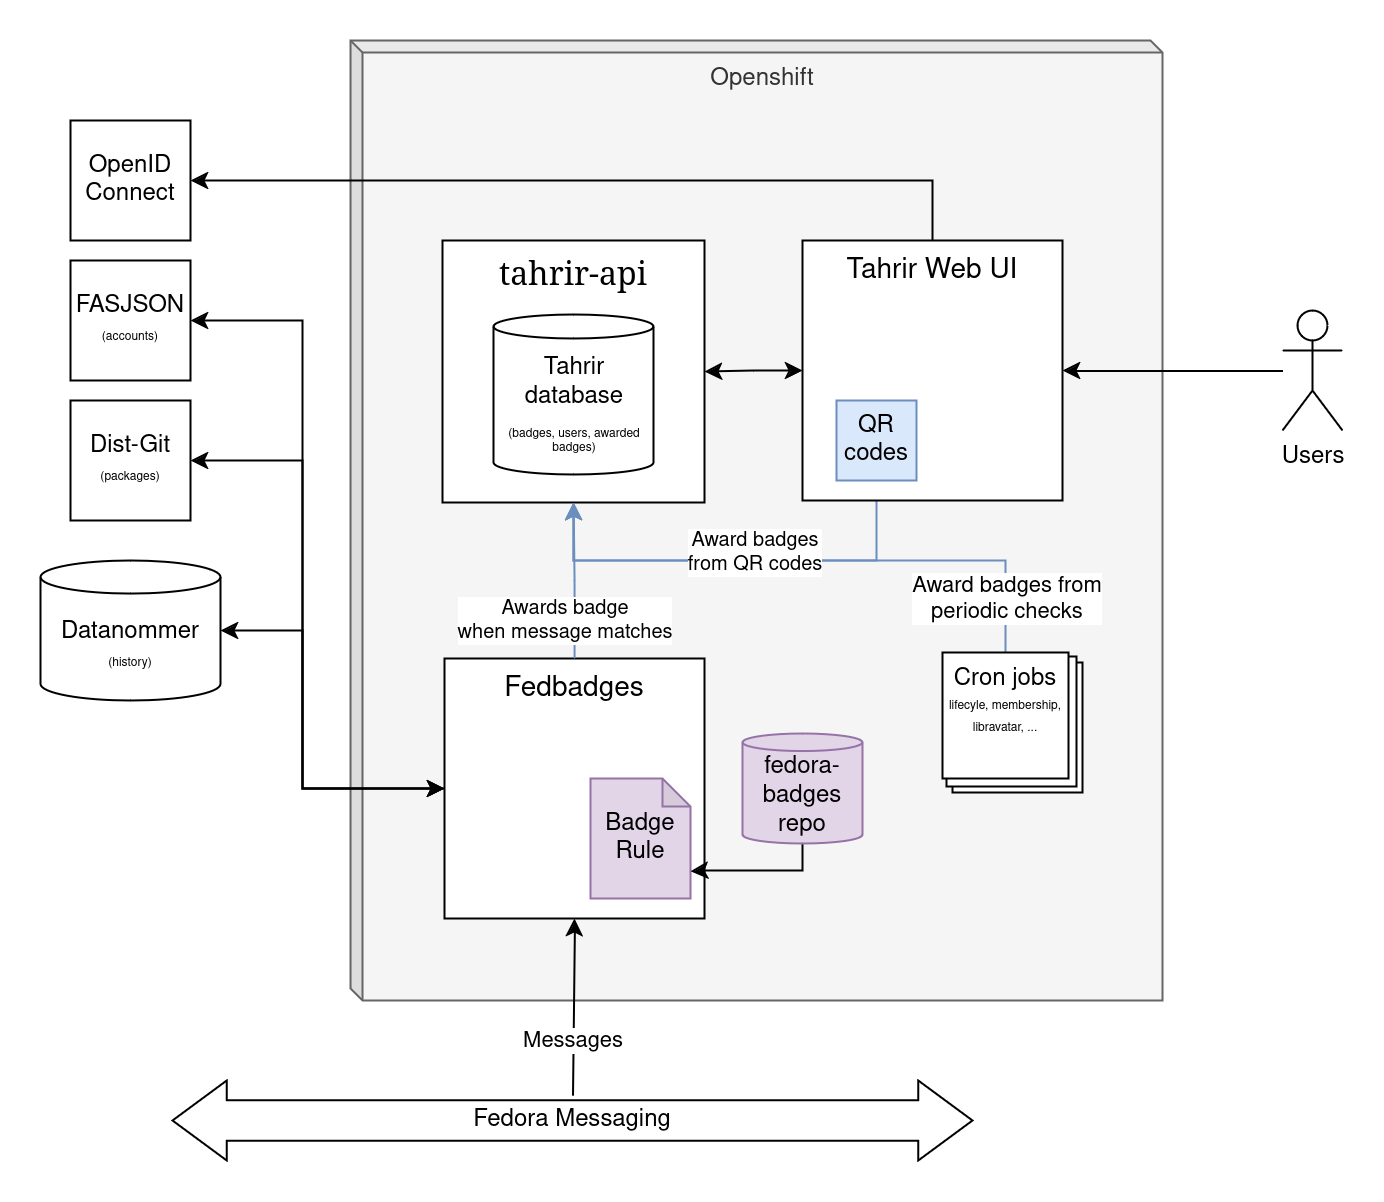 Openshift
OpenID
Connect
FASJSON
(accounts)
Dist-Git
(packages)
Datanommer
(history)
tahrir-api
Tahrir
database
(badges, users, awarded
badges)
Tahrir Web UI
QR
codes
Users
Award badges
from QR codes
Award badges from
periodic checks
Awards badge
when message matches
Fedbadges
Badge
Rule
fedora-
badges
repo
Cron jobs
lifecyle, membership,
libravatar, ...
Messages
Fedora Messaging